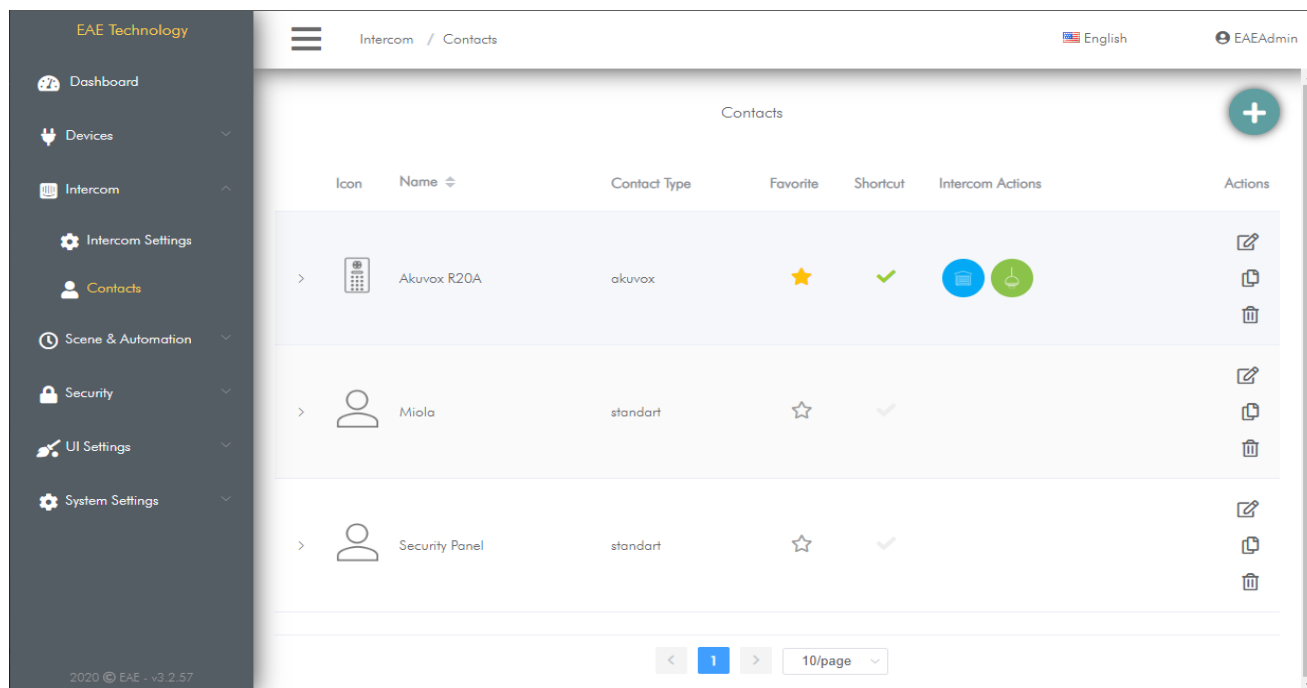 EAE Technology
Intercom / Contacts
English
EAEAdmin
Dashboard
Devices
Intercom
Intercom Settings
Contacts
Scene & Automation
Security
UI Settings
System Settings
2020 © EAE - v3.2.57
Contacts
Icon Name Contact Type Favorite Shortcut Intercom Actions Actions
Akuvox R20A akuvox
Miola standart
Security Panel standart
1 10/page